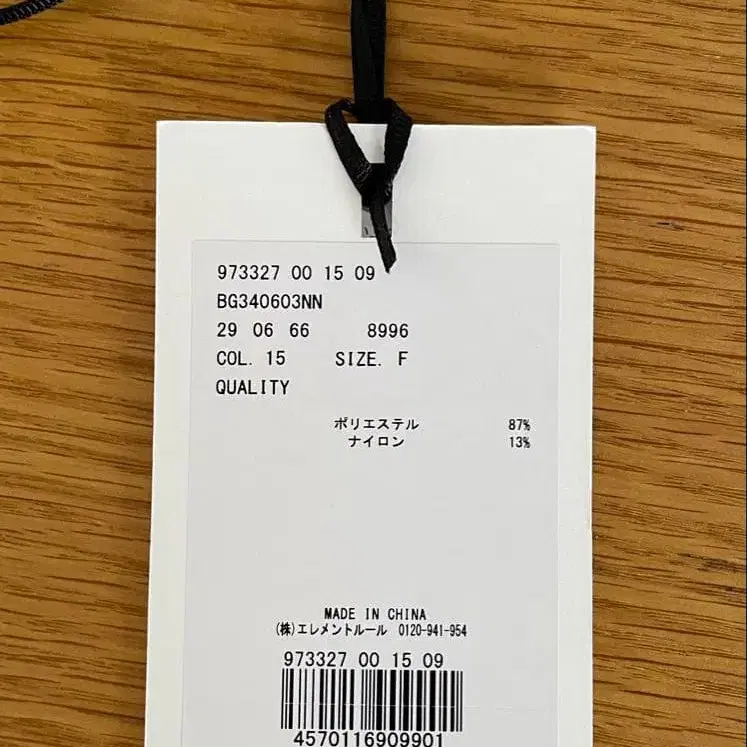 973327 00 15 09
BG340603NN
29 06 66 8996
COL. 15 SIZE. F
QUALITY
ポリエステル 87%
ナイロン 13%
MADE IN CHINA
(株)エレメントルール 0120-941-954
973327 00 15 09
4570116909901